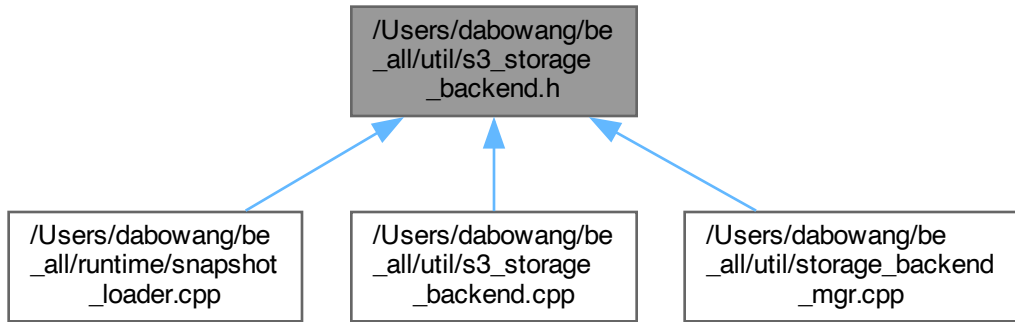 /Users/dabowang/be
_all/util/s3_storage
_backend.h
/Users/dabowang/be
_all/runtime/snapshot
_loader.cpp
/Users/dabowang/be
_all/util/s3_storage
_backend.cpp
/Users/dabowang/be
_all/util/storage_backend
_mgr.cpp